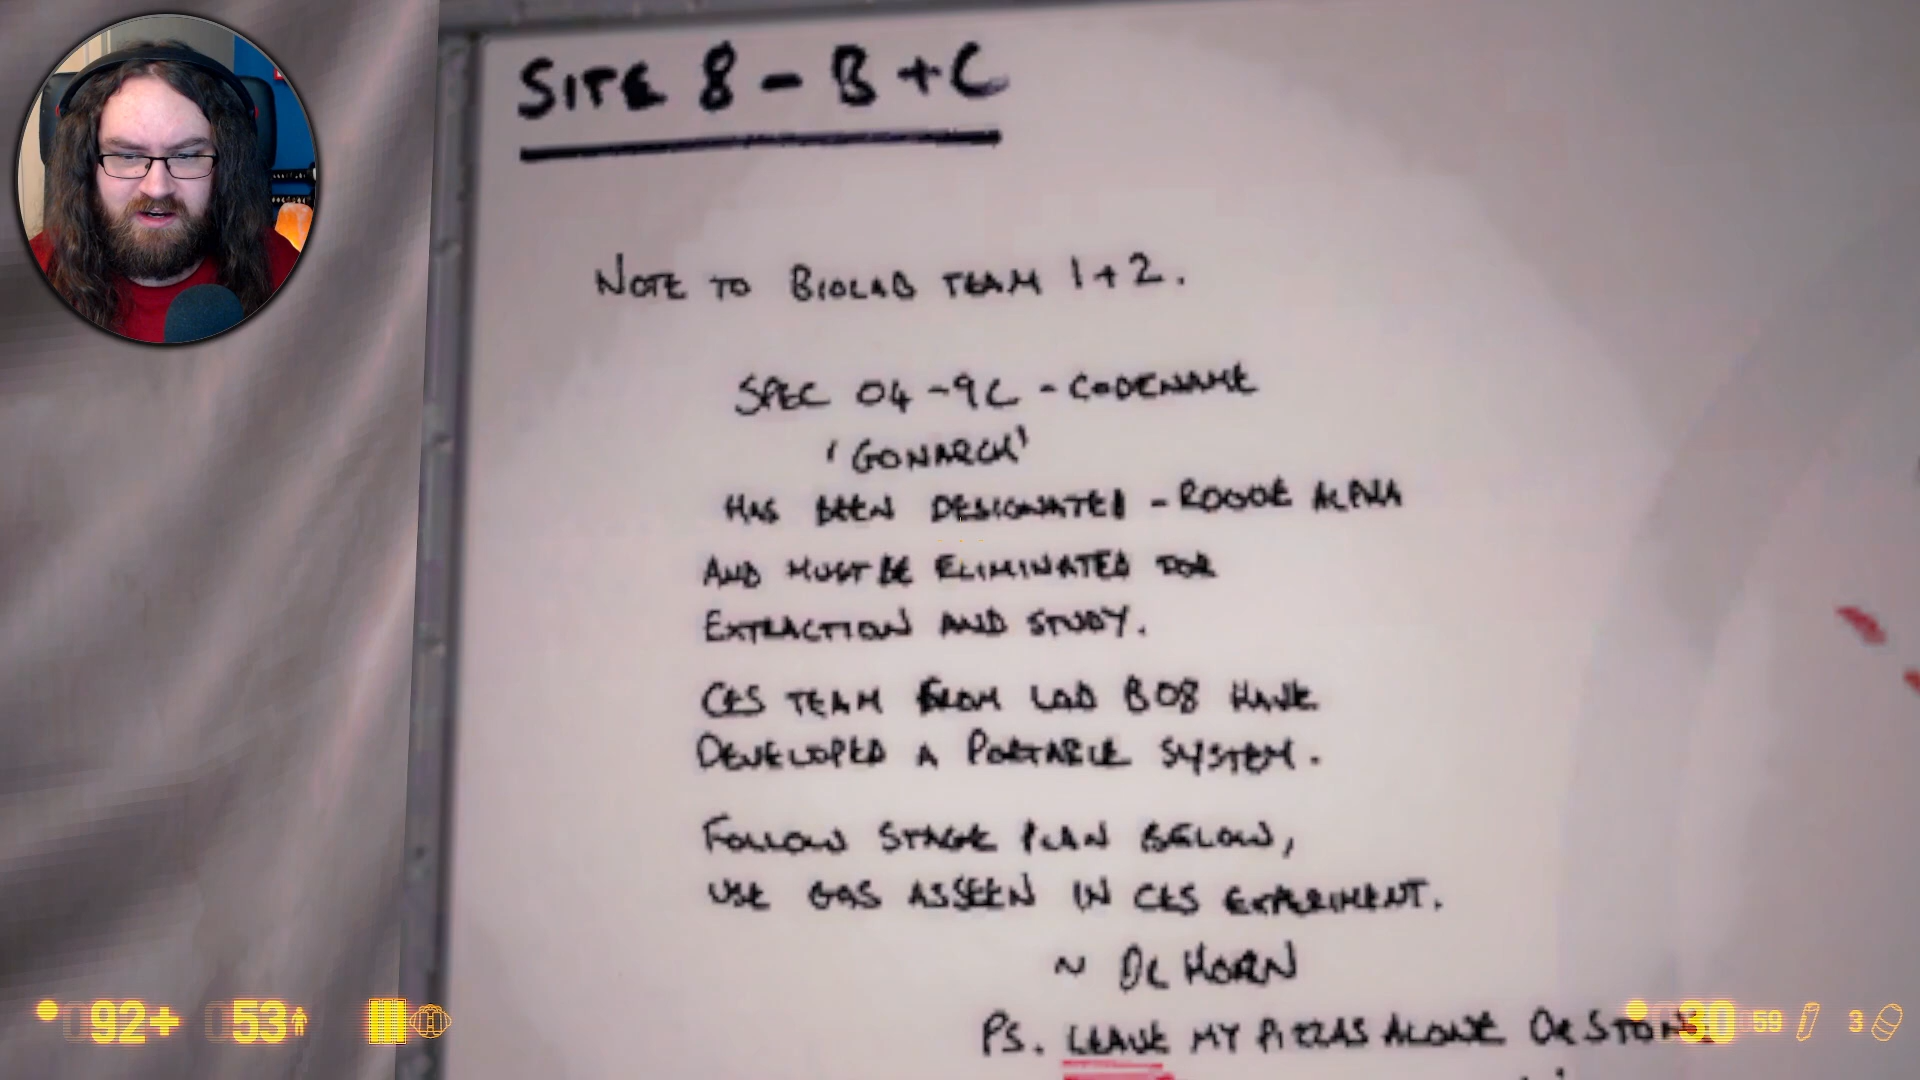 SITE 8 - B + C
NOTE TO BIOLAB TEAM 1 + 2.
SPEC 04-9C - CODENAME
'GONARCH'
HAS BEEN DESIGNATED - ROGUE ALPHA
AND MUST BE ELIMINATED FOR
EXTRACTION AND STUDY.
CES TEAM FROM LAB B08 HAVE
DEVELOPED A PORTABLE SYSTEM.
FOLLOW STAGE PLAN BELOW,
USE GAS AS SEEN IN CES EXPERIMENT.
~ DR HORN
PS. LEAVE MY PIZZAS ALONE DR STONE
92+ 53
30 59 3